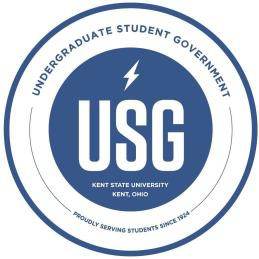 UNDERGRADUATE STUDENT GOVERNMENT
USG
KENT STATE UNIVERSITY
KENT, OHIO
PROUDLY SERVING STUDENTS SINCE 1924